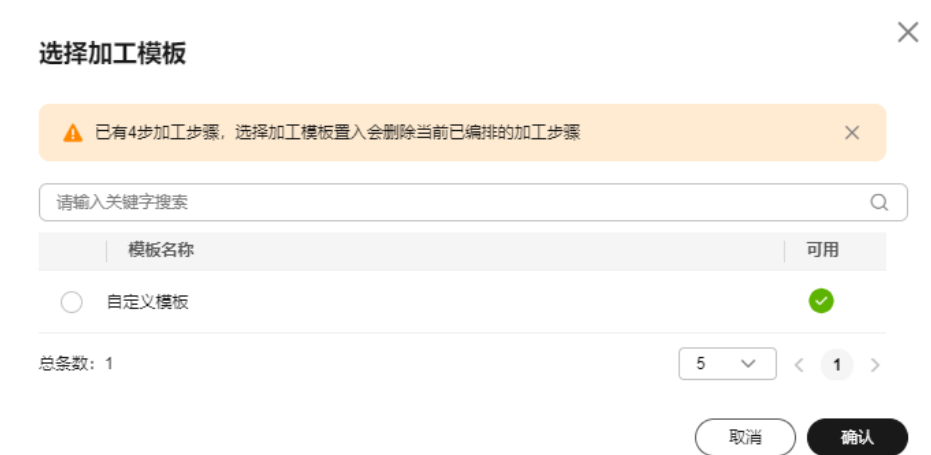 选择加工模板
已有4步加工步骤，选择加工模板置入会删除当前已编排的加工步骤
请输入关键字搜索
模板名称 可用
自定义模板
总条数：1 5 1
取消 确认